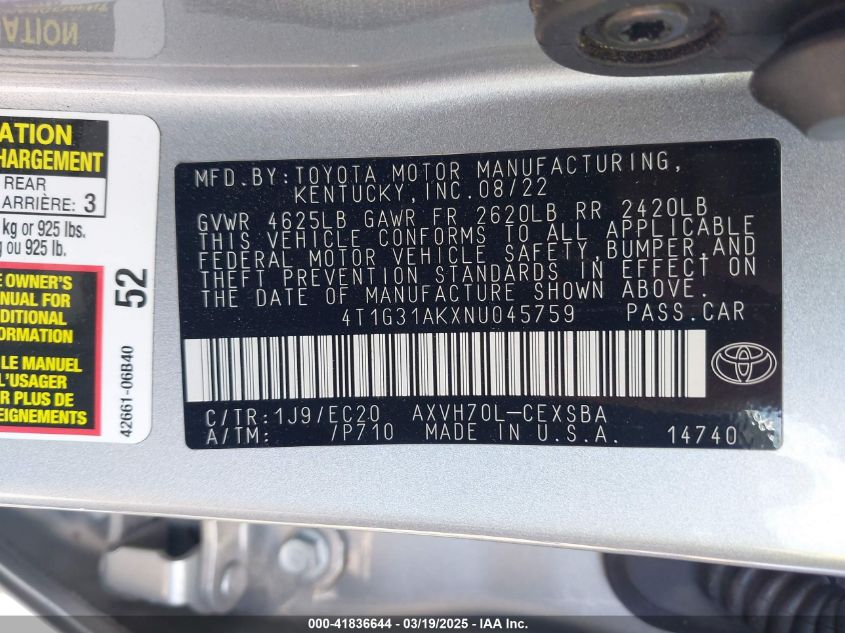 ATION
HARGEMENT
REAR
ARRIÈRE: 3
kg or 925 lbs.
ou 925 lb.
E OWNER'S
ANUAL FOR
DITIONAL
ORMATION
LE MANUEL
L'USAGER
R PLUS DE
52
42661-06B40
MFD.BY:TOYOTA MOTOR MANUFACTURING,
KENTUCKY,INC.08/22
GVWR 4625LB GAWR FR 2620LB RR 2420LB
THIS VEHICLE CONFORMS TO ALL APPLICABLE
FEDERAL MOTOR VEHICLE SAFETY,BUMPER,AND
THEFT PREVENTION STANDARDS IN EFFECT ON
THE DATE OF MANUFACTURE SHOWN ABOVE.
4T1G31AKXNU045759 PASS.CAR
C/TR:1J9/EC20 AXVH70L-CEXSBA
A/TM: /P710 MADE IN U.S.A. 14740
TOYOTA
000-41836644 - 03/19/2025 - IAA Inc.